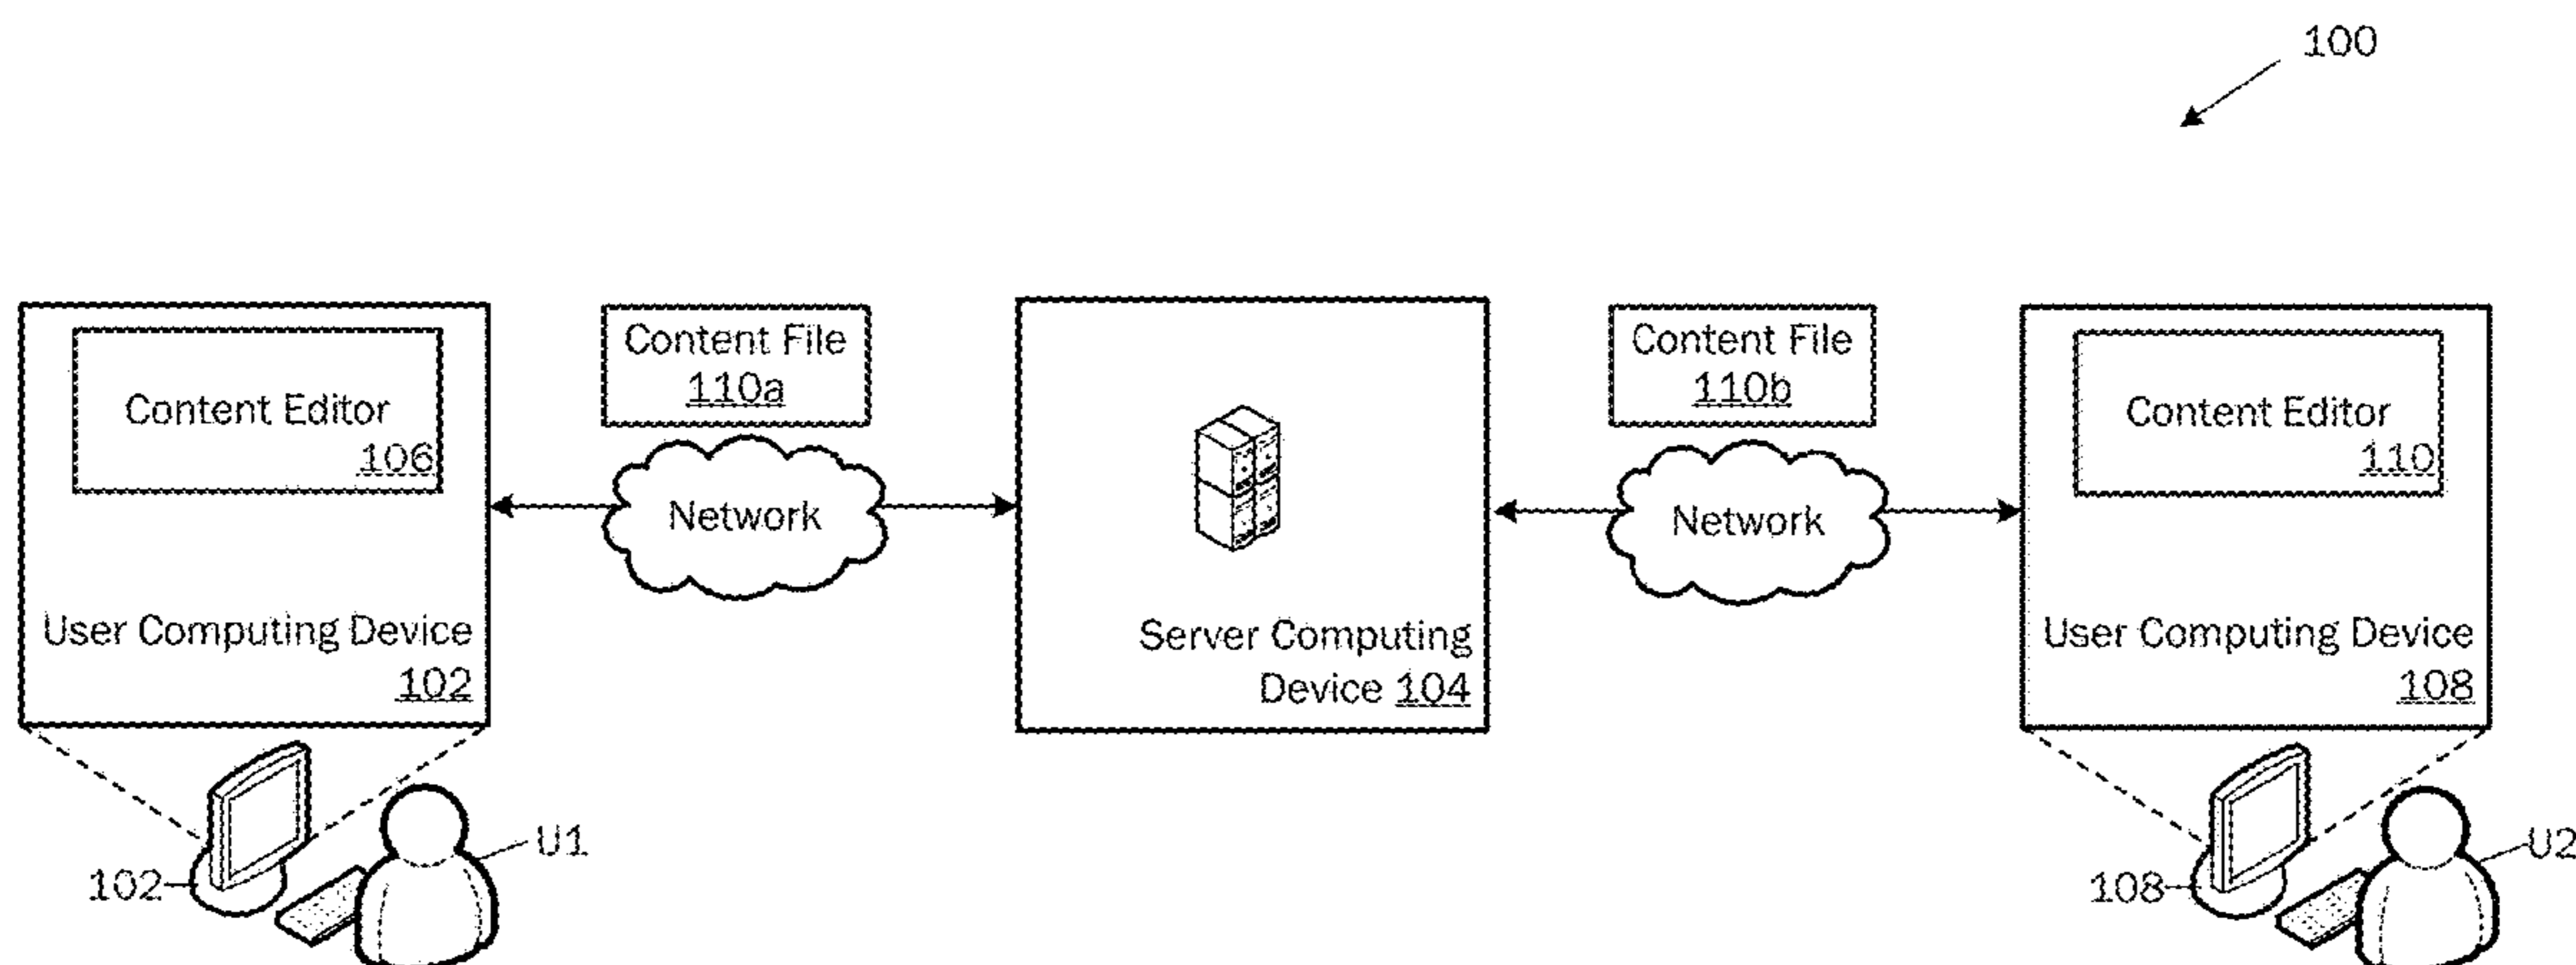 100
Content Editor
106
User Computing Device
102
Content File
110a
Network
Server Computing
Device 104
Content File
110b
Network
Content Editor
110
User Computing Device
108
102
U1
108
U2